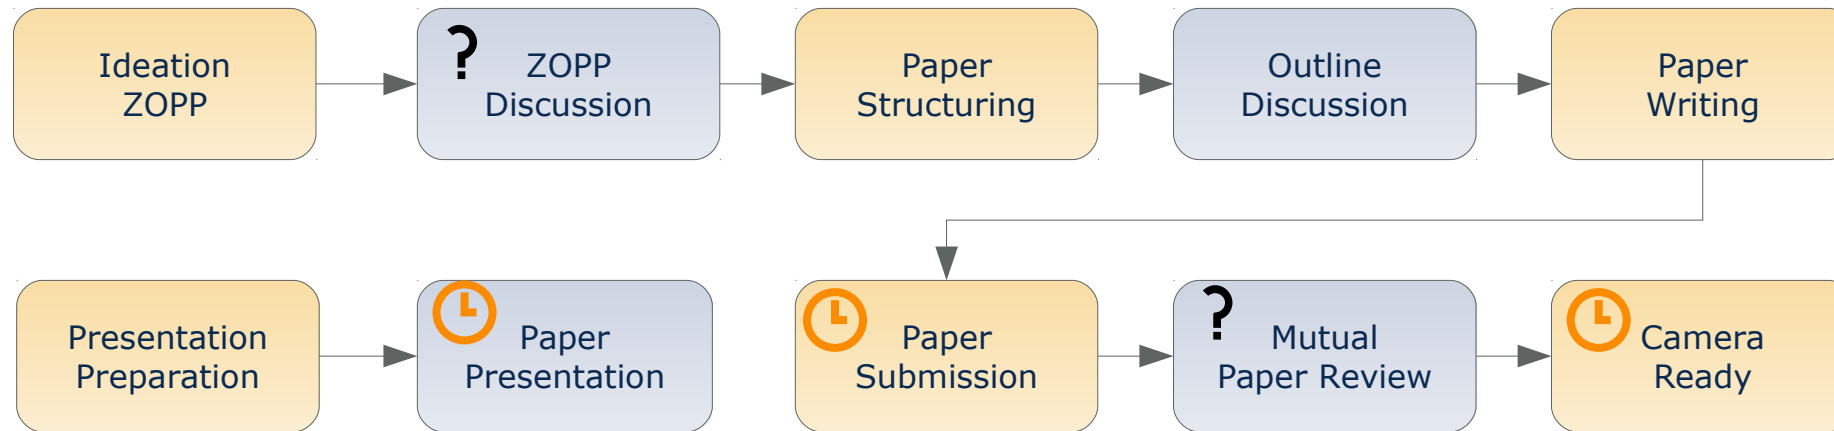 Ideation
ZOPP
?
ZOPP
Discussion
Paper
Structuring
Outline
Discussion
Paper
Writing
Presentation
Preparation
Paper
Presentation
Paper
Submission
?
Mutual
Paper Review
Camera
Ready